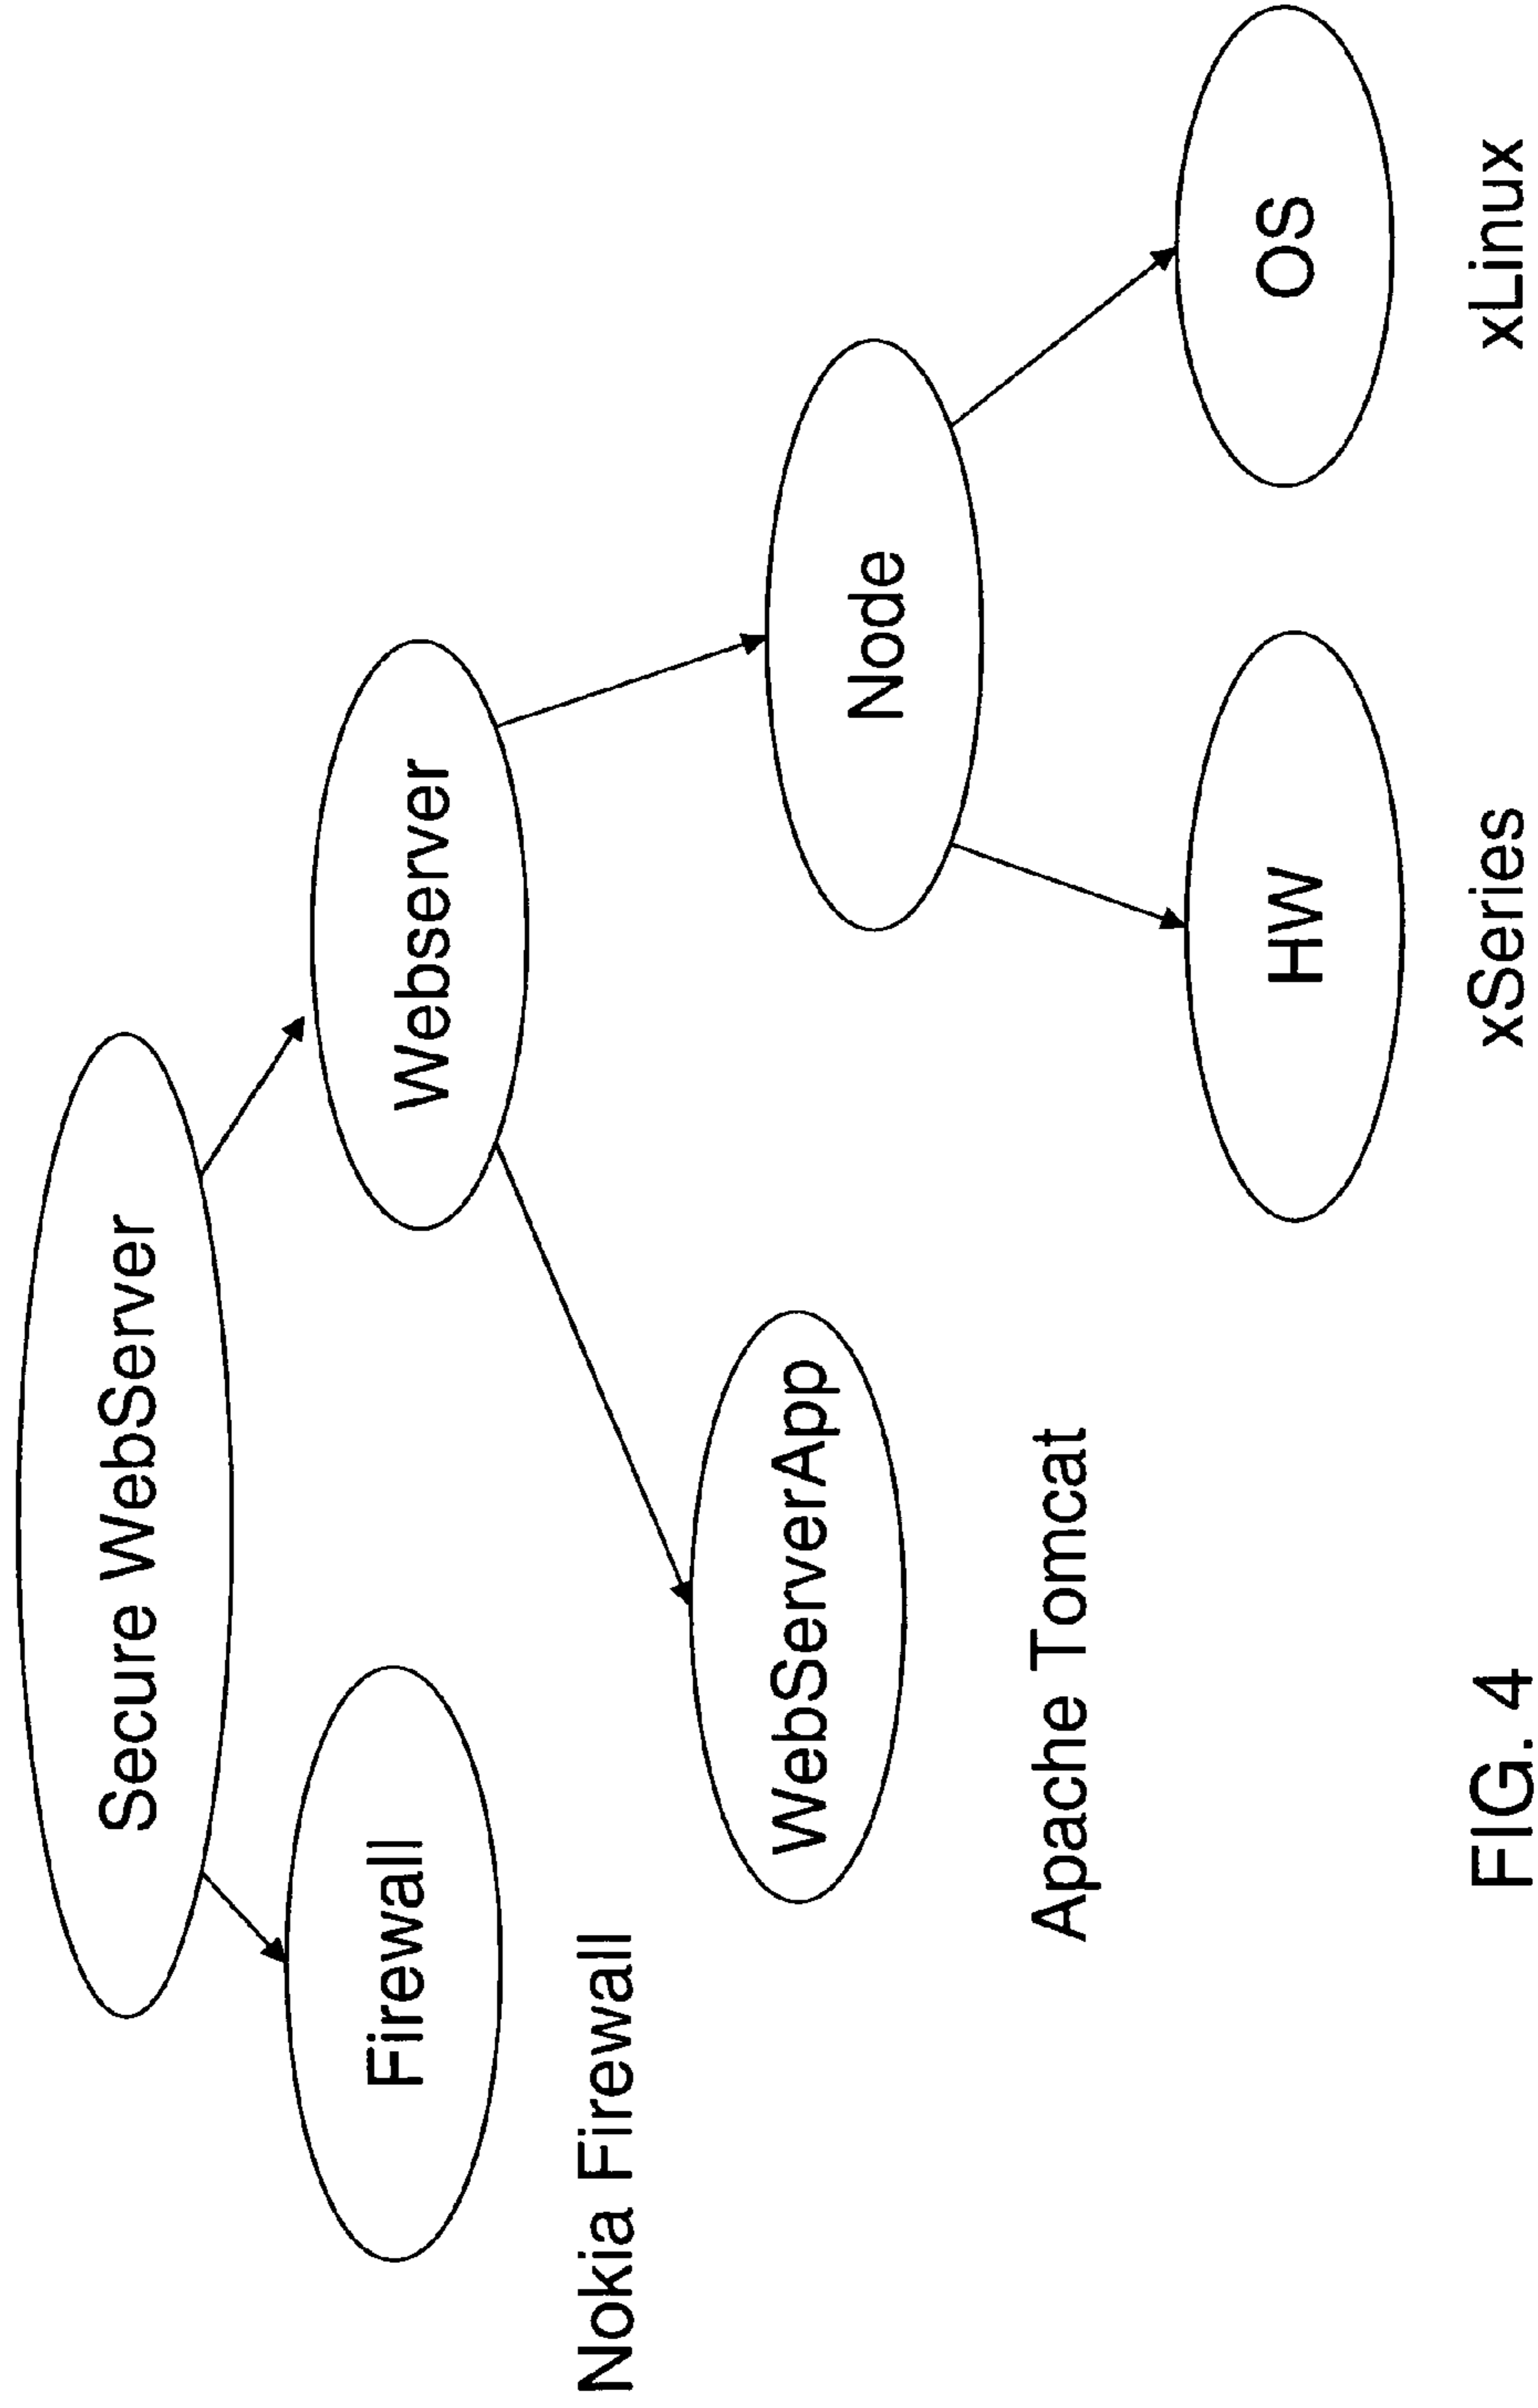 Secure WebServer
Firewall
Webserver
Nokia Firewall
WebServerApp
Node
Apache Tomcat
HW
OS
xSeries
xLinux
FIG. 4